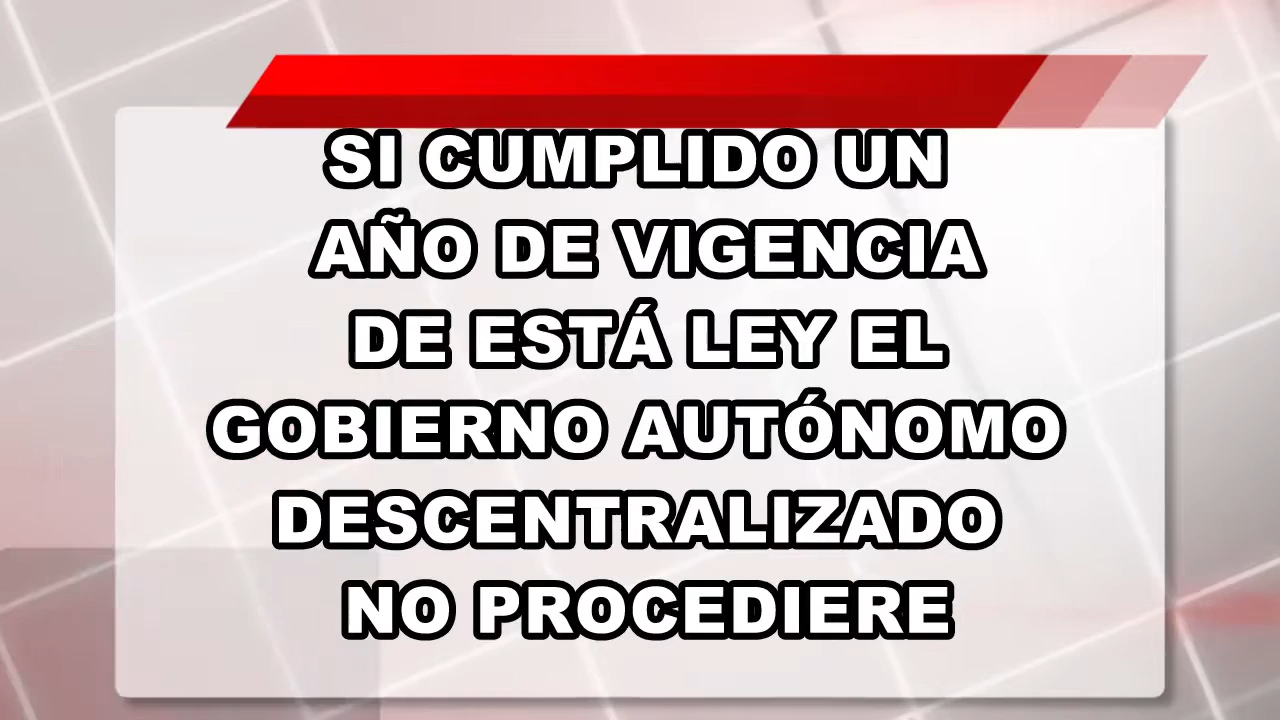 SI CUMPLIDO UN
AÑO DE VIGENCIA
DE ESTÁ LEY EL
GOBIERNO AUTÓNOMO
DESCENTRALIZADO
NO PROCEDIERE